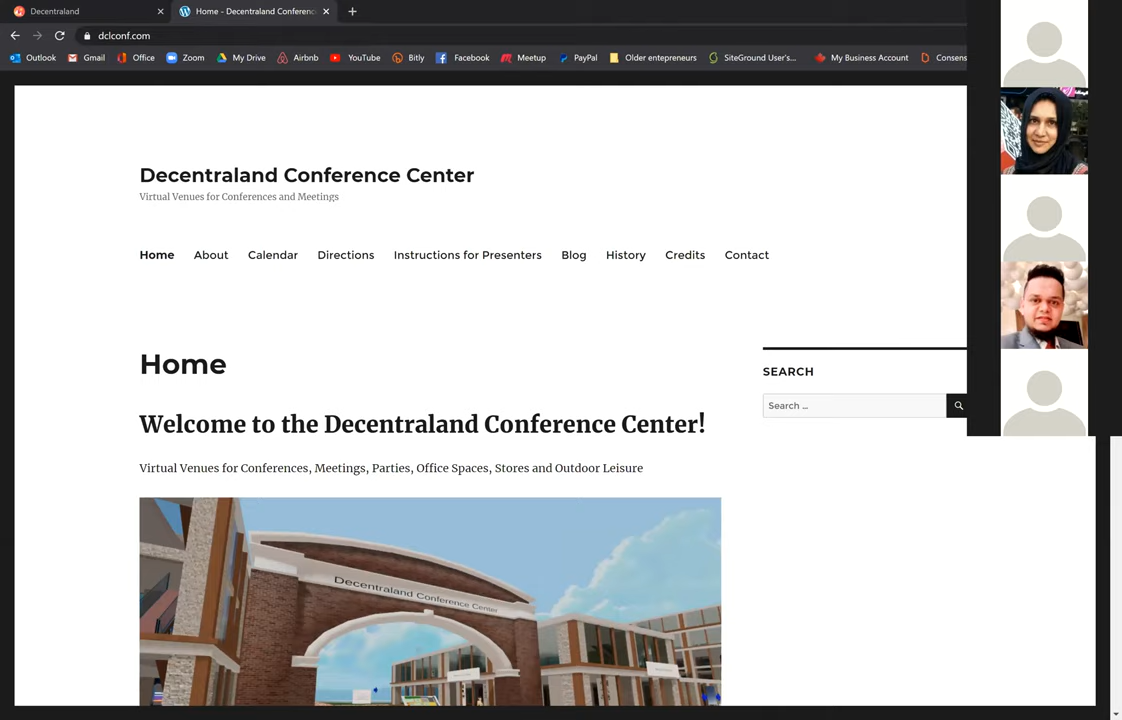 Decentraland
Home - Decentraland Conferenc
dclconf.com
Outlook Gmail Office Zoom My Drive Airbnb YouTube Bitly Facebook Meetup PayPal Older entepreneurs SiteGround User's... My Business Account Consens
Decentraland Conference Center
Virtual Venues for Conferences and Meetings
Home About Calendar Directions Instructions for Presenters Blog History Credits Contact
Home
SEARCH
Search ...
Welcome to the Decentraland Conference Center!
Virtual Venues for Conferences, Meetings, Parties, Office Spaces, Stores and Outdoor Leisure
Decentraland Conference Center